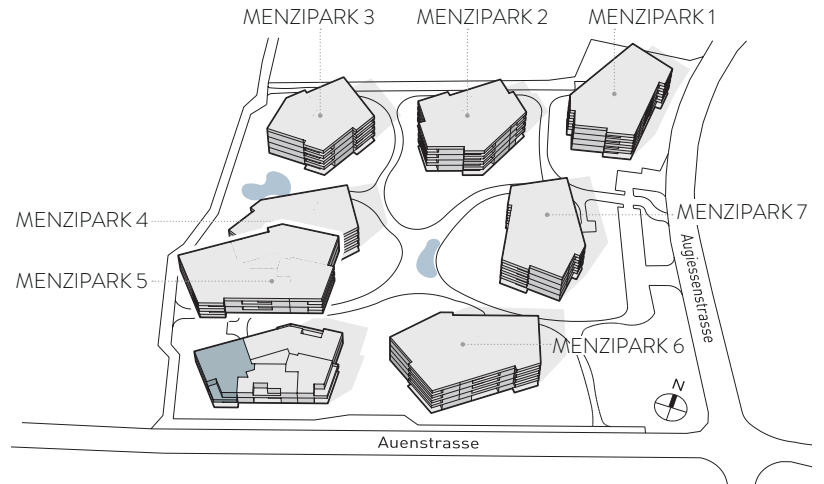 MENZIPARK 3
MENZIPARK 2
MENZIPARK 1
MENZIPARK 4
MENZIPARK 7
MENZIPARK 5
Augiessenstrasse
MENZIPARK 6
N
Auenstrasse